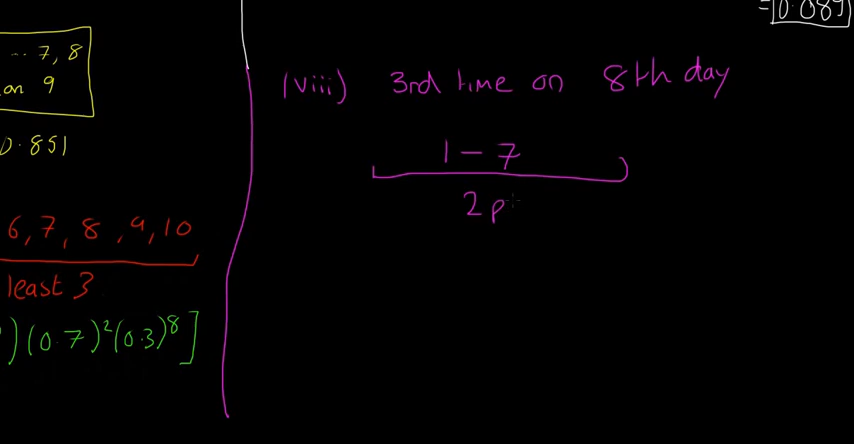 ... 7, 8
an 9
0.851
6, 7, 8, 9, 10
least 3
) (0.7)²(0.3)⁸]
= 0.089
(viii) 3rd time on 8th day
1 – 7
2 p